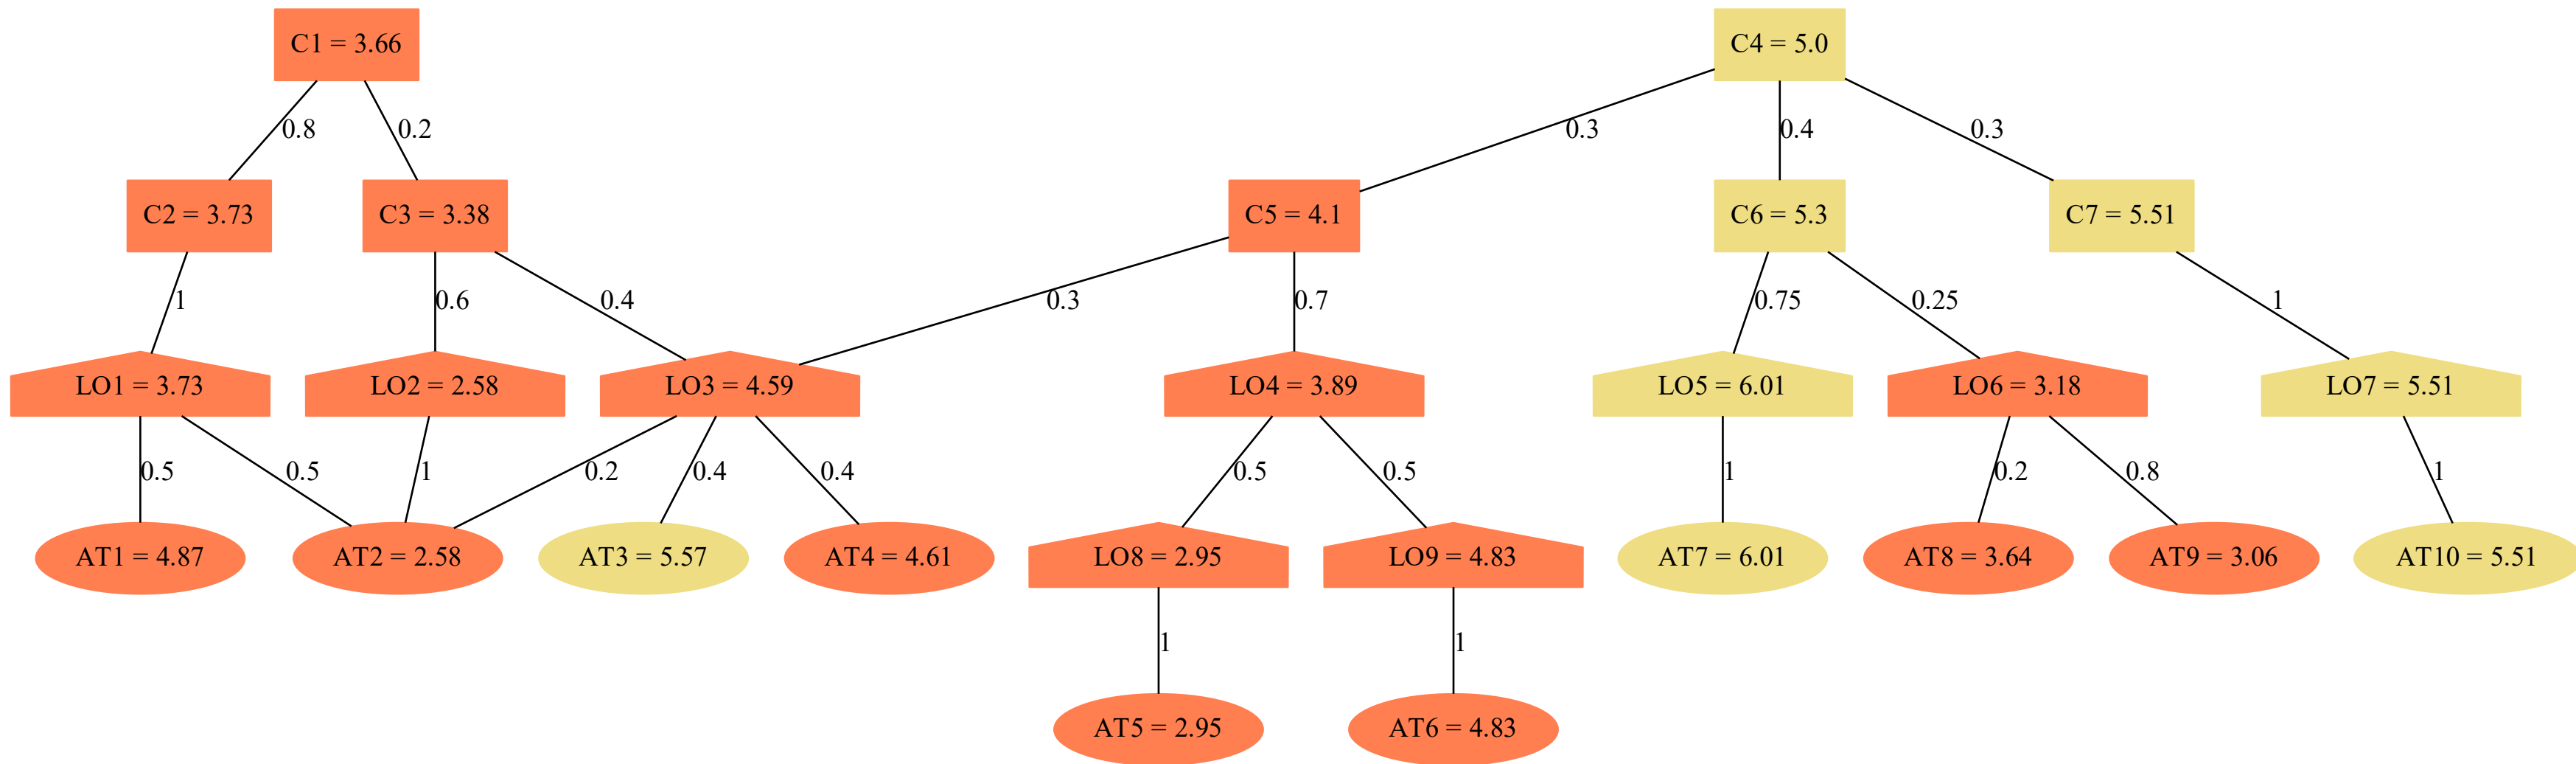 C1 = 3.66
C4 = 5.0
0.8
0.2
0.3
0.4
0.3
C2 = 3.73
C3 = 3.38
C5 = 4.1
C6 = 5.3
C7 = 5.51
1
0.6
0.4
0.3
0.7
0.75
0.25
1
LO1 = 3.73
LO2 = 2.58
LO3 = 4.59
LO4 = 3.89
LO5 = 6.01
LO6 = 3.18
LO7 = 5.51
0.5
0.5
1
0.2
0.4
0.4
0.5
0.5
1
0.2
0.8
1
AT1 = 4.87
AT2 = 2.58
AT3 = 5.57
AT4 = 4.61
LO8 = 2.95
LO9 = 4.83
AT7 = 6.01
AT8 = 3.64
AT9 = 3.06
AT10 = 5.51
1
1
AT5 = 2.95
AT6 = 4.83